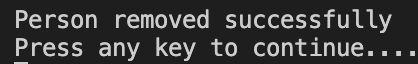 Person removed successfully
Press any key to continue....